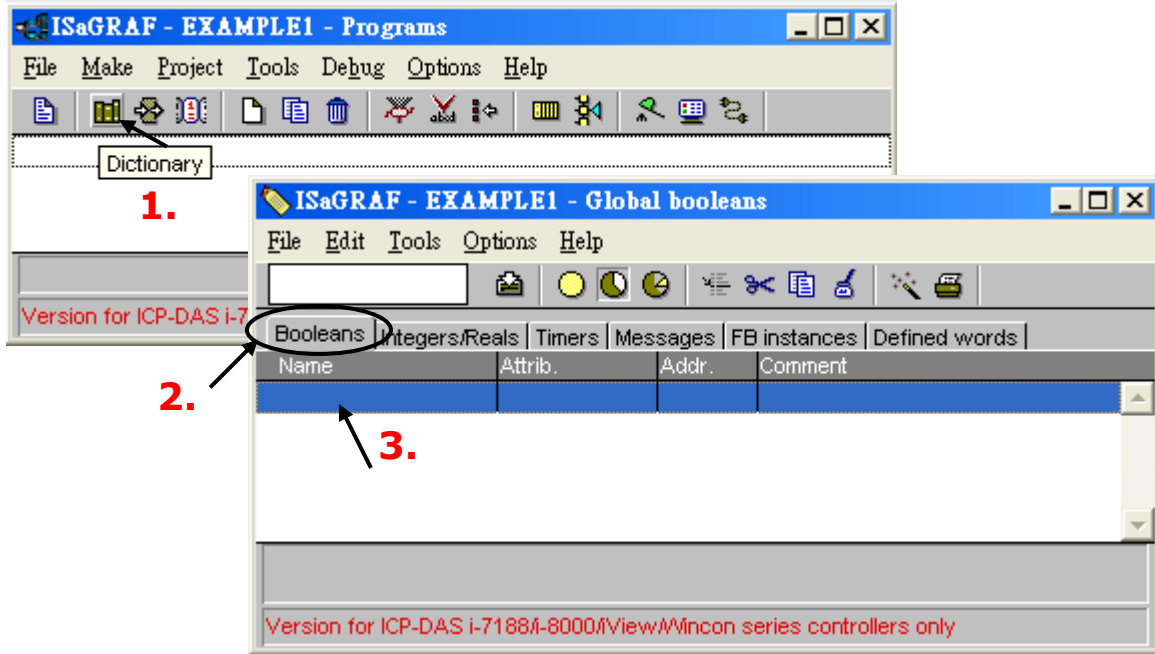 ISaGRAF - EXAMPLE1 - Programs
File Make Project Tools Debug Options Help
Dictionary
1.
Version for ICP-DAS i-7
ISaGRAF - EXAMPLE1 - Global booleans
File Edit Tools Options Help
Booleans Integers/Reals Timers Messages FB instances Defined words
Name Attrib. Addr. Comment
2.
3.
Version for ICP-DAS i-7188/i-8000/iView/Wincon series controllers only